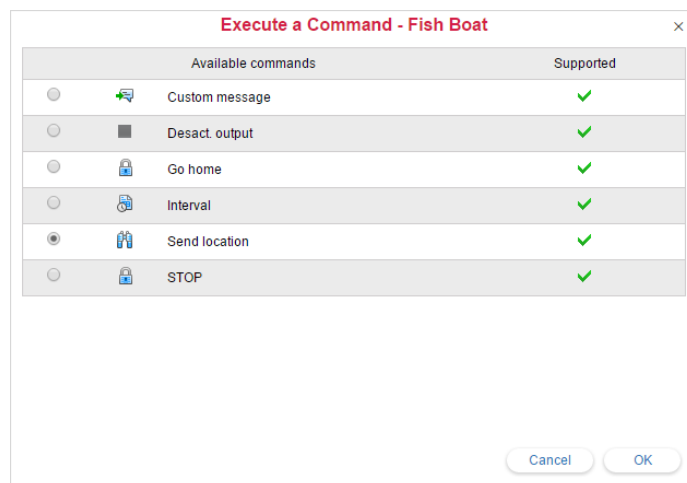 Execute a Command - Fish Boat
×
Available commands Supported
Custom message
Desact. output
Go home
Interval
Send location
STOP
Cancel OK